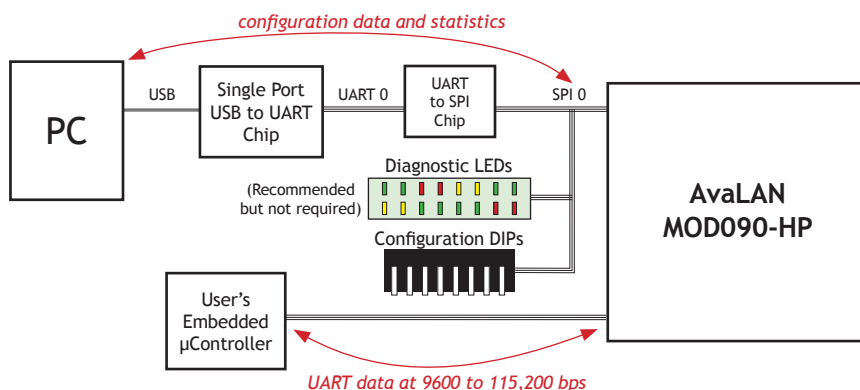 configuration data and statistics
PC
USB
Single Port
USB to UART
Chip
UART 0
UART
to SPI
Chip
SPI 0
Diagnostic LEDs
(Recommended
but not required)
Configuration DIPs
AvaLAN
MOD090-HP
User's
Embedded
µController
UART data at 9600 to 115,200 bps